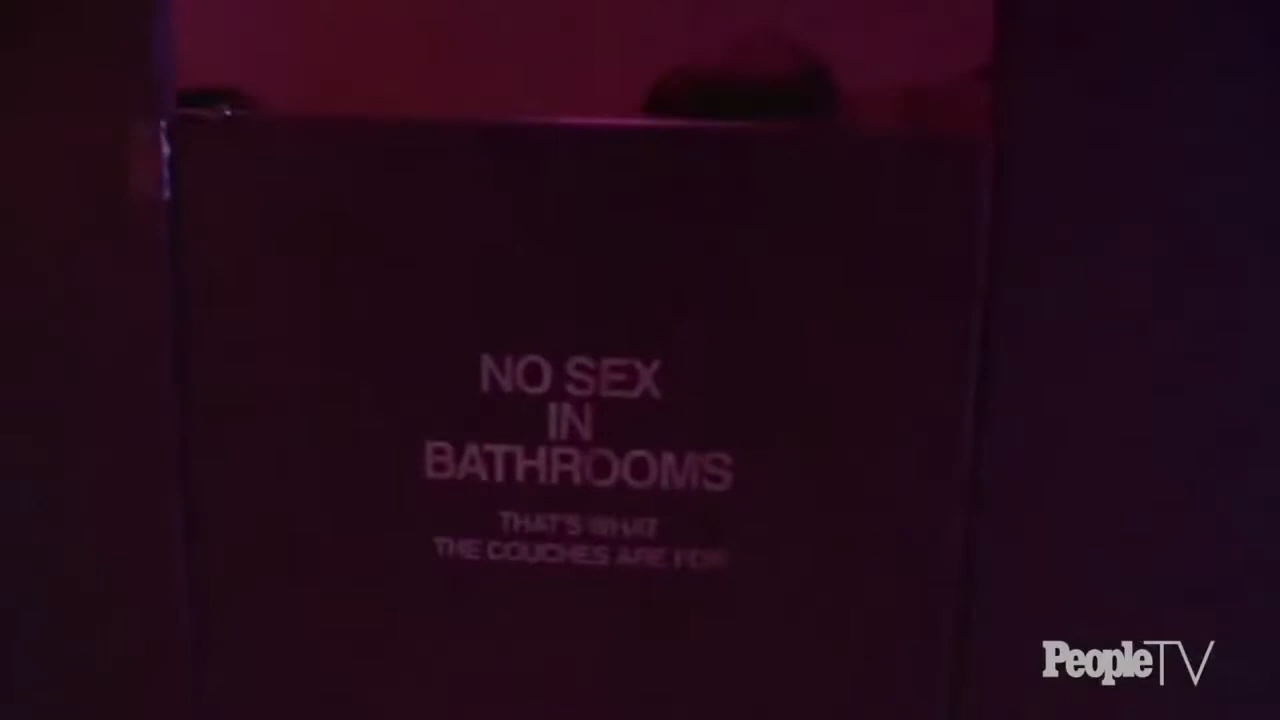 NO SEX
IN
BATHROOMS
THAT'S WHAT
THE COUCHES ARE FOR
PeopleTV